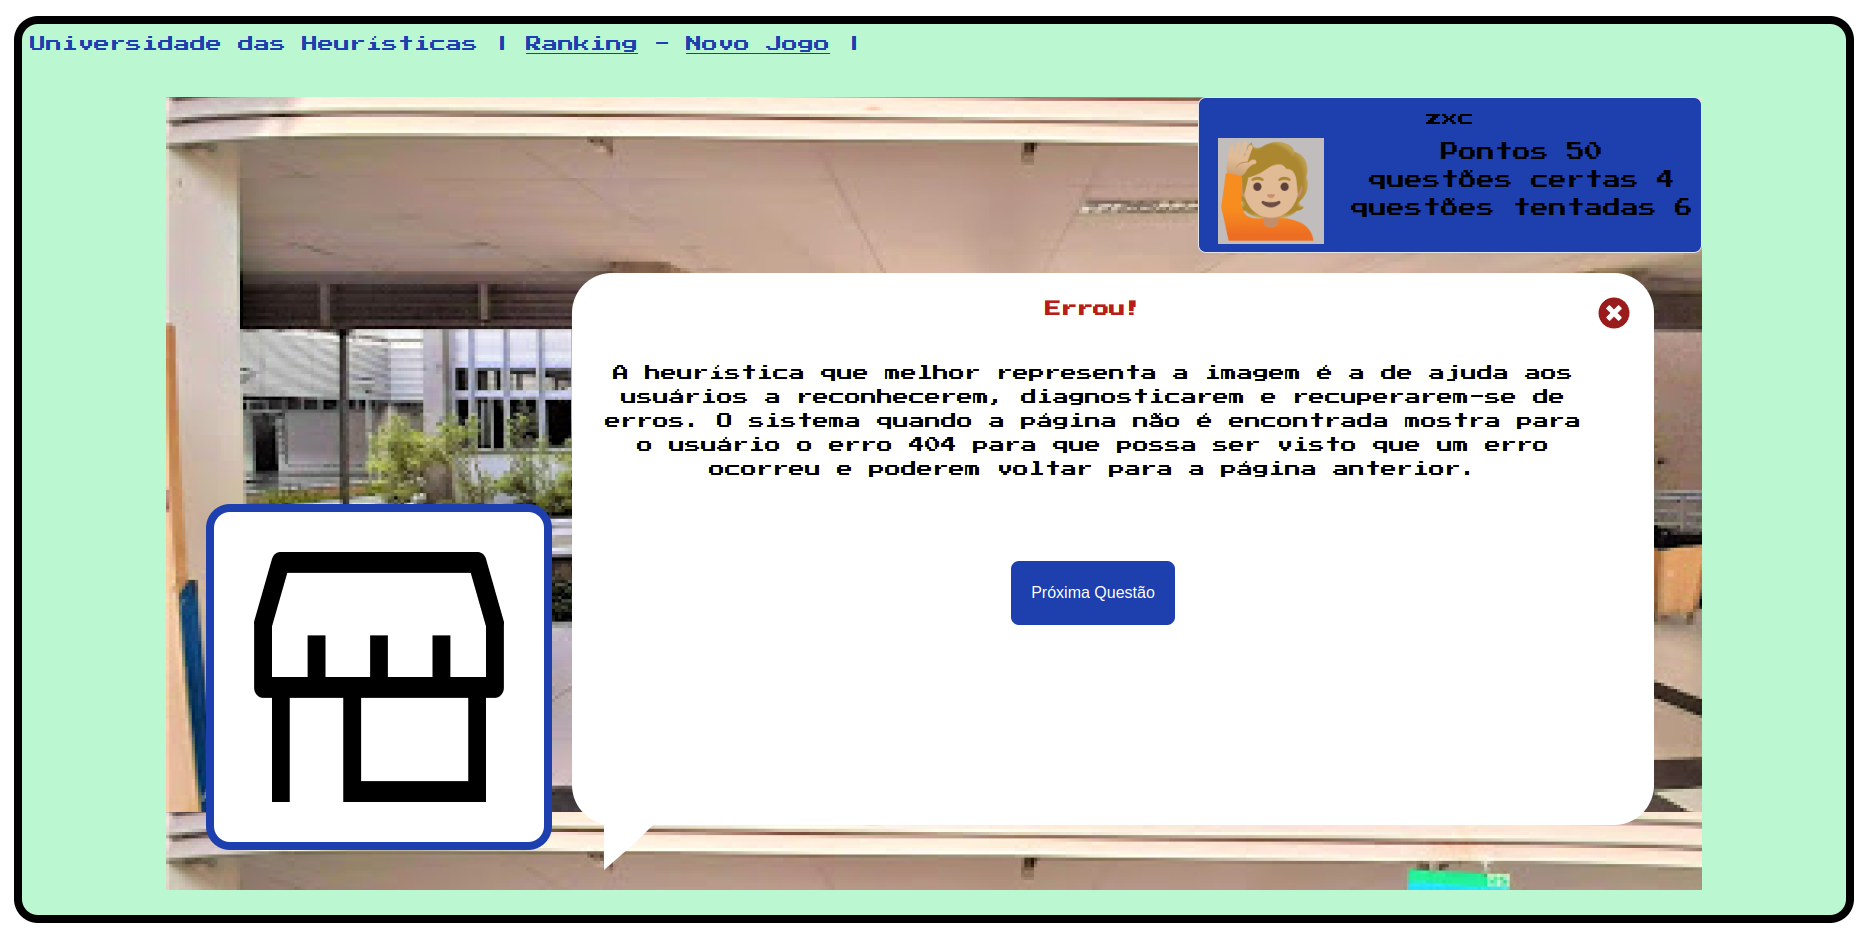 Universidade das Heurísticas | Ranking - Novo Jogo |
zxc
Pontos 50
questões certas 4
questões tentadas 6
Errou!
A heurística que melhor representa a imagem é a de ajuda aos
usuários a reconhecerem, diagnosticarem e recuperarem-se de
erros. O sistema quando a página não é encontrada mostra para
o usuário o erro 404 para que possa ser visto que um erro
ocorreu e poderem voltar para a página anterior.
Próxima Questão